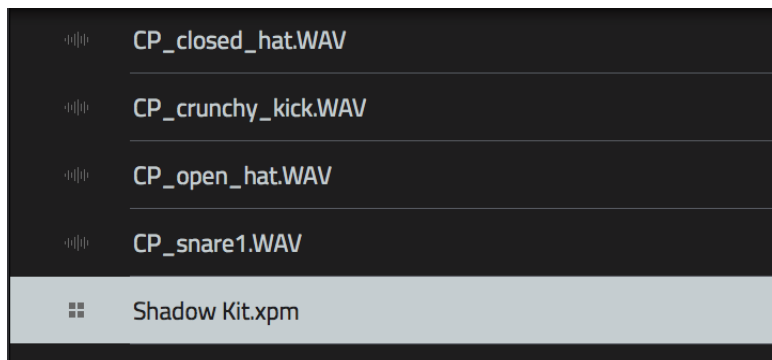 CP_closed_hat.WAV
CP_crunchy_kick.WAV
CP_open_hat.WAV
CP_snare1.WAV
Shadow Kit.xpm